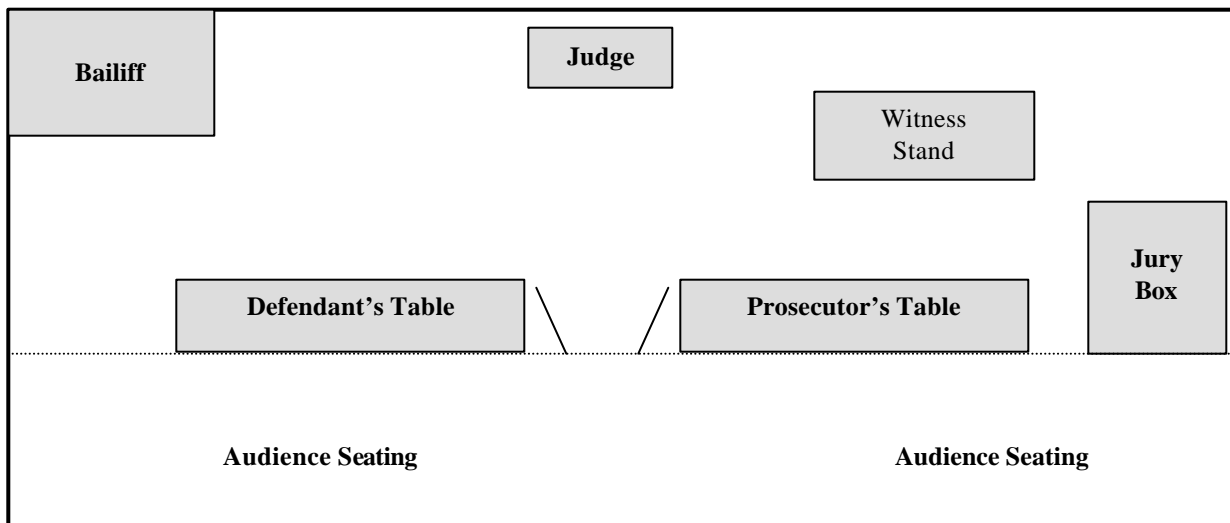 Bailiff
Judge
Witness
Stand
Jury
Box
Defendant’s Table
Prosecutor’s Table
Audience Seating
Audience Seating